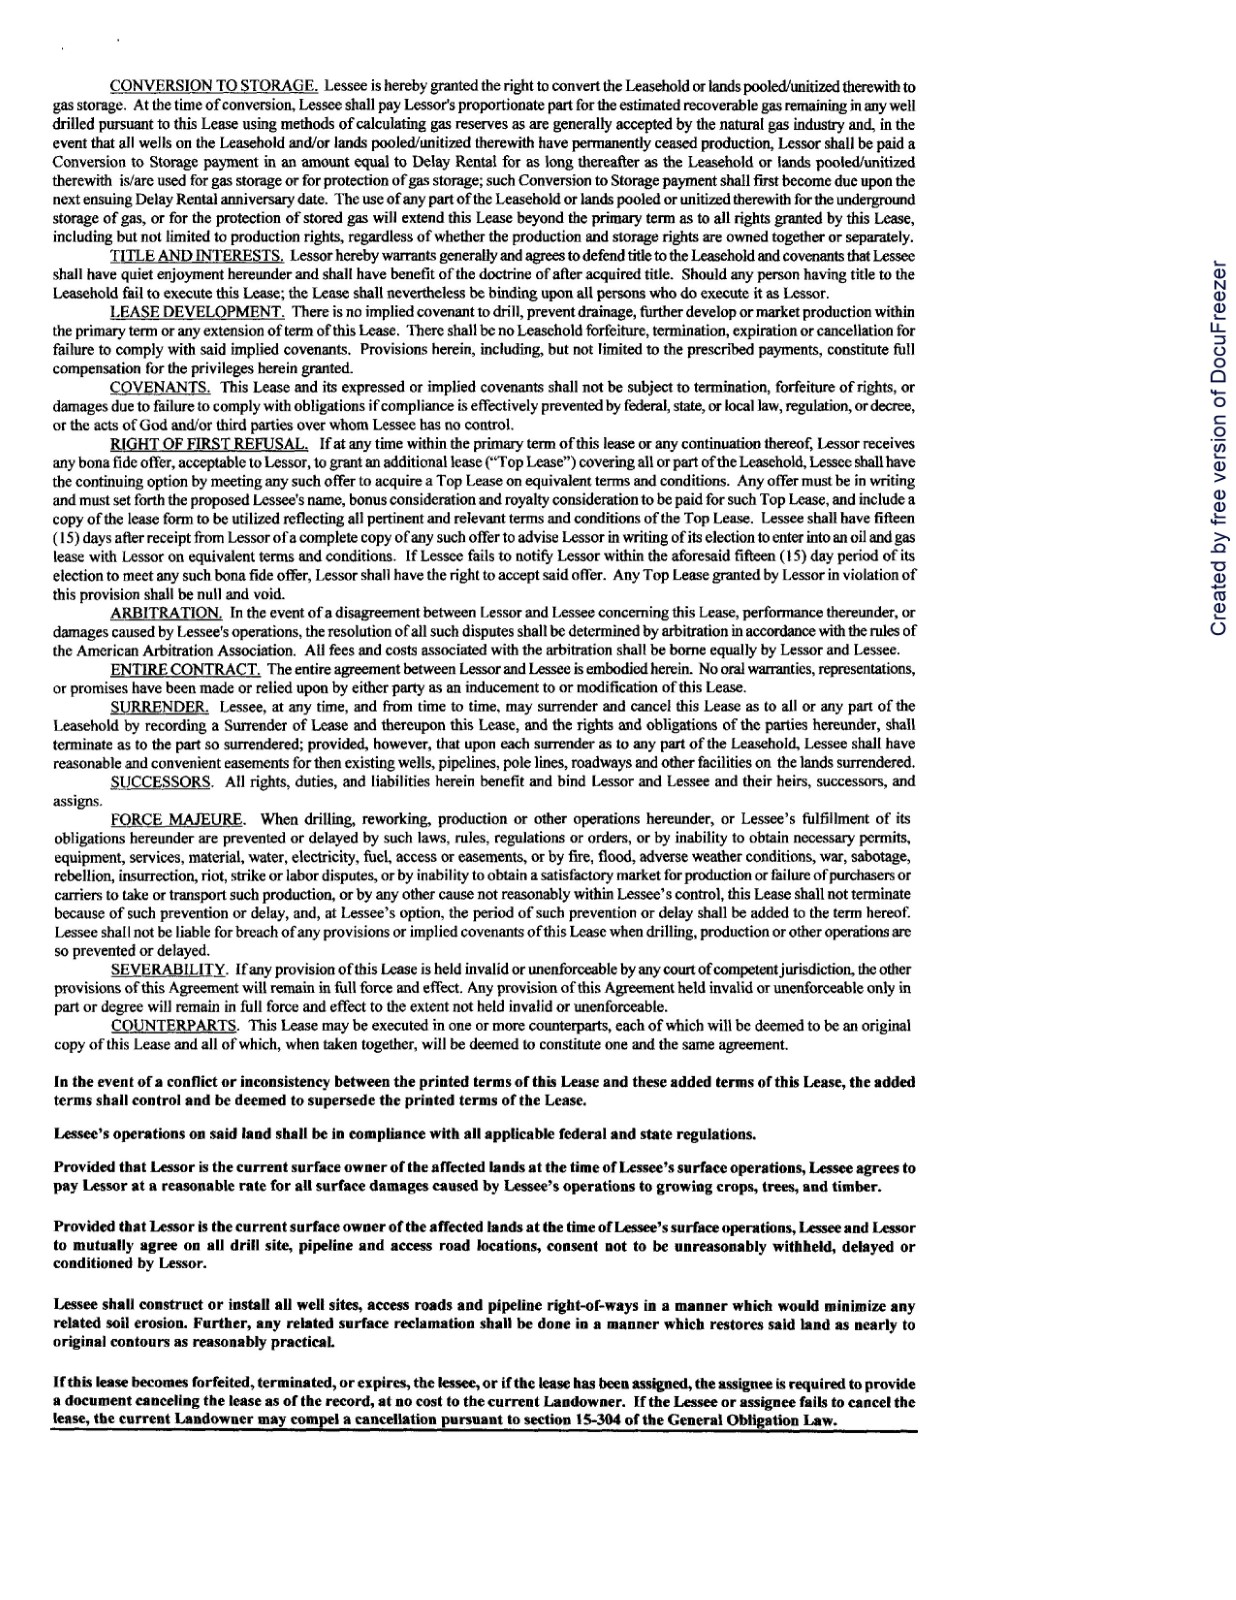 CONVERSION TO STORAGE. Lessee is hereby granted the right to convert the Leasehold or lands pooled/unitized therewith to
gas storage. At the time of conversion, Lessee shall pay Lessor's proportionate part for the estimated recoverable gas remaining in any well
drilled pursuant to this Lease using methods of calculating gas reserves as are generally accepted by the natural gas industry and, in the
event that all wells on the Leasehold and/or lands pooled/unitized therewith have permanently ceased production, Lessor shall be paid a
Conversion to Storage payment in an amount equal to Delay Rental for as long thereafter as the Leasehold or lands pooled/unitized
therewith is/are used for gas storage or for protection of gas storage; such Conversion to Storage payment shall first become due upon the
next ensuing Delay Rental anniversary date. The use of any part of the Leasehold or lands pooled or unitized therewith for the underground
storage of gas, or for the protection of stored gas will extend this Lease beyond the primary term as to all rights granted by this Lease,
including but not limited to production rights, regardless of whether the production and storage rights are owned together or separately.
TITLE AND INTERESTS. Lessor hereby warrants generally and agrees to defend title to the Leasehold and covenants that Lessee
shall have quiet enjoyment hereunder and shall have benefit of the doctrine of after acquired title. Should any person having title to the
Leasehold fail to execute this Lease; the Lease shall nevertheless be binding upon all persons who do execute it as Lessor.
LEASE DEVELOPMENT. There is no implied covenant to drill, prevent drainage, further develop or market production within
the primary term or any extension of term of this Lease. There shall be no Leasehold forfeiture, termination, expiration or cancellation for
failure to comply with said implied covenants. Provisions herein, including, but not limited to the prescribed payments, constitute full
compensation for the privileges herein granted.
COVENANTS. This Lease and its expressed or implied covenants shall not be subject to termination, forfeiture of rights, or
damages due to failure to comply with obligations if compliance is effectively prevented by federal, state, or local law, regulation, or decree,
or the acts of God and/or third parties over whom Lessee has no control.
RIGHT OF FIRST REFUSAL. If at any time within the primary term of this lease or any continuation thereof, Lessor receives
any bona fide offer, acceptable to Lessor, to grant an additional lease (“Top Lease”) covering all or part of the Leasehold, Lessee shall have
the continuing option by meeting any such offer to acquire a Top Lease on equivalent terms and conditions. Any offer must be in writing
and must set forth the proposed Lessee's name, bonus consideration and royalty consideration to be paid for such Top Lease, and include a
copy of the lease form to be utilized reflecting all pertinent and relevant terms and conditions of the Top Lease. Lessee shall have fifteen
(15) days after receipt from Lessor of a complete copy of any such offer to advise Lessor in writing of its election to enter into an oil and gas
lease with Lessor on equivalent terms and conditions. If Lessee fails to notify Lessor within the aforesaid fifteen (15) day period of its
election to meet any such bona fide offer, Lessor shall have the right to accept said offer. Any Top Lease granted by Lessor in violation of
this provision shall be null and void.
ARBITRATION. In the event of a disagreement between Lessor and Lessee concerning this Lease, performance thereunder, or
damages caused by Lessee's operations, the resolution of all such disputes shall be determined by arbitration in accordance with the rules of
the American Arbitration Association. All fees and costs associated with the arbitration shall be borne equally by Lessor and Lessee.
ENTIRE CONTRACT. The entire agreement between Lessor and Lessee is embodied herein. No oral warranties, representations,
or promises have been made or relied upon by either party as an inducement to or modification of this Lease.
SURRENDER. Lessee, at any time, and from time to time, may surrender and cancel this Lease as to all or any part of the
Leasehold by recording a Surrender of Lease and thereupon this Lease, and the rights and obligations of the parties hereunder, shall
terminate as to the part so surrendered; provided, however, that upon each surrender as to any part of the Leasehold, Lessee shall have
reasonable and convenient easements for then existing wells, pipelines, pole lines, roadways and other facilities on the lands surrendered.
SUCCESSORS. All rights, duties, and liabilities herein benefit and bind Lessor and Lessee and their heirs, successors, and
assigns.
FORCE MAJEURE. When drilling, reworking, production or other operations hereunder, or Lessee's fulfillment of its
obligations hereunder are prevented or delayed by such laws, rules, regulations or orders, or by inability to obtain necessary permits,
equipment, services, material, water, electricity, fuel, access or easements, or by fire, flood, adverse weather conditions, war, sabotage,
rebellion, insurrection, riot, strike or labor disputes, or by inability to obtain a satisfactory market for production or failure of purchasers or
carriers to take or transport such production, or by any other cause not reasonably within Lessee's control, this Lease shall not terminate
because of such prevention or delay, and, at Lessee's option, the period of such prevention or delay shall be added to the term hereof.
Lessee shall not be liable for breach of any provisions or implied covenants of this Lease when drilling, production or other operations are
so prevented or delayed.
SEVERABILITY. If any provision of this Lease is held invalid or unenforceable by any court of competent jurisdiction, the other
provisions of this Agreement will remain in full force and effect. Any provision of this Agreement held invalid or unenforceable only in
part or degree will remain in full force and effect to the extent not held invalid or unenforceable.
COUNTERPARTS. This Lease may be executed in one or more counterparts, each of which will be deemed to be an original
copy of this Lease and all of which, when taken together, will be deemed to constitute one and the same agreement.
In the event of a conflict or inconsistency between the printed terms of this Lease and these added terms of this Lease, the added
terms shall control and be deemed to supersede the printed terms of the Lease.
Lessee's operations on said land shall be in compliance with all applicable federal and state regulations.
Provided that Lessor is the current surface owner of the affected lands at the time of Lessee's surface operations, Lessee agrees to
pay Lessor at a reasonable rate for all surface damages caused by Lessee's operations to growing crops, trees, and timber.
Provided that Lessor is the current surface owner of the affected lands at the time of Lessee's surface operations, Lessee and Lessor
to mutually agree on all drill site, pipeline and access road locations, consent not to be unreasonably withheld, delayed or
conditioned by Lessor.
Lessee shall construct or install all well sites, access roads and pipeline right-of-ways in a manner which would minimize any
related soil erosion. Further, any related surface reclamation shall be done in a manner which restores said land as nearly to
original contours as reasonably practical.
If this lease becomes forfeited, terminated, or expires, the lessee, or if the lease has been assigned, the assignee is required to provide
a document canceling the lease as of the record, at no cost to the current Landowner. If the Lessee or assignee fails to cancel the
lease, the current Landowner may compel a cancellation pursuant to section 15-304 of the General Obligation Law.
Created by free version of DocuFreezer